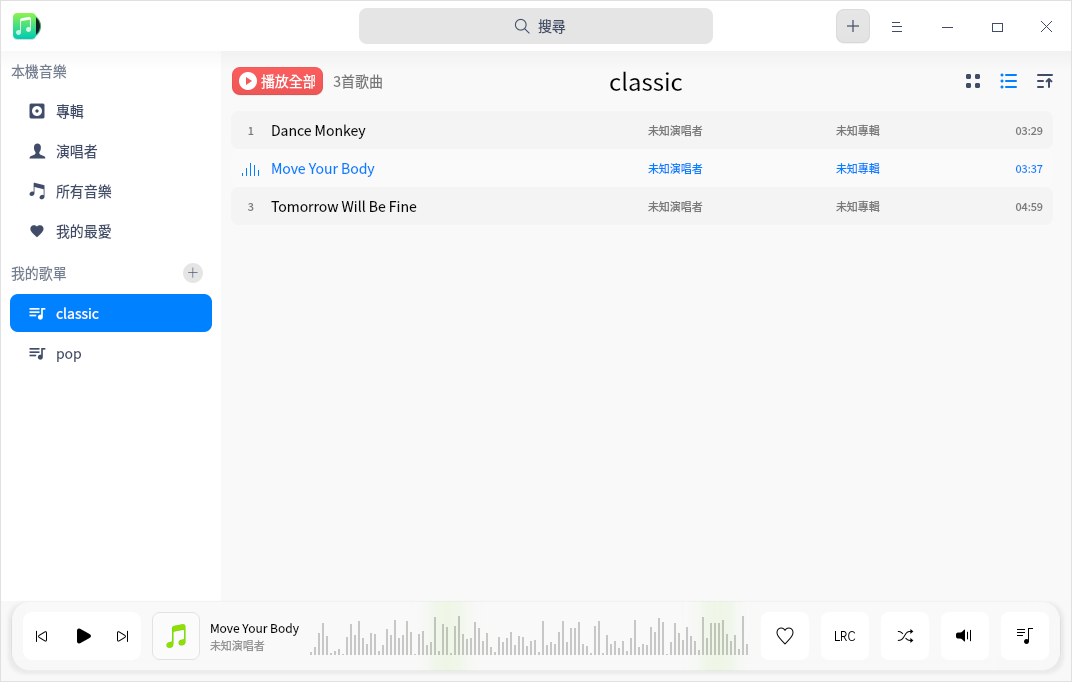 搜尋
本機音樂
專輯
演唱者
所有音樂
我的最愛
我的歌單
classic
pop
播放全部 3首歌曲 classic
1 Dance Monkey 未知演唱者 未知專輯 03:29
Move Your Body 未知演唱者 未知專輯 03:37
3 Tomorrow Will Be Fine 未知演唱者 未知專輯 04:59
Move Your Body
未知演唱者
LRC